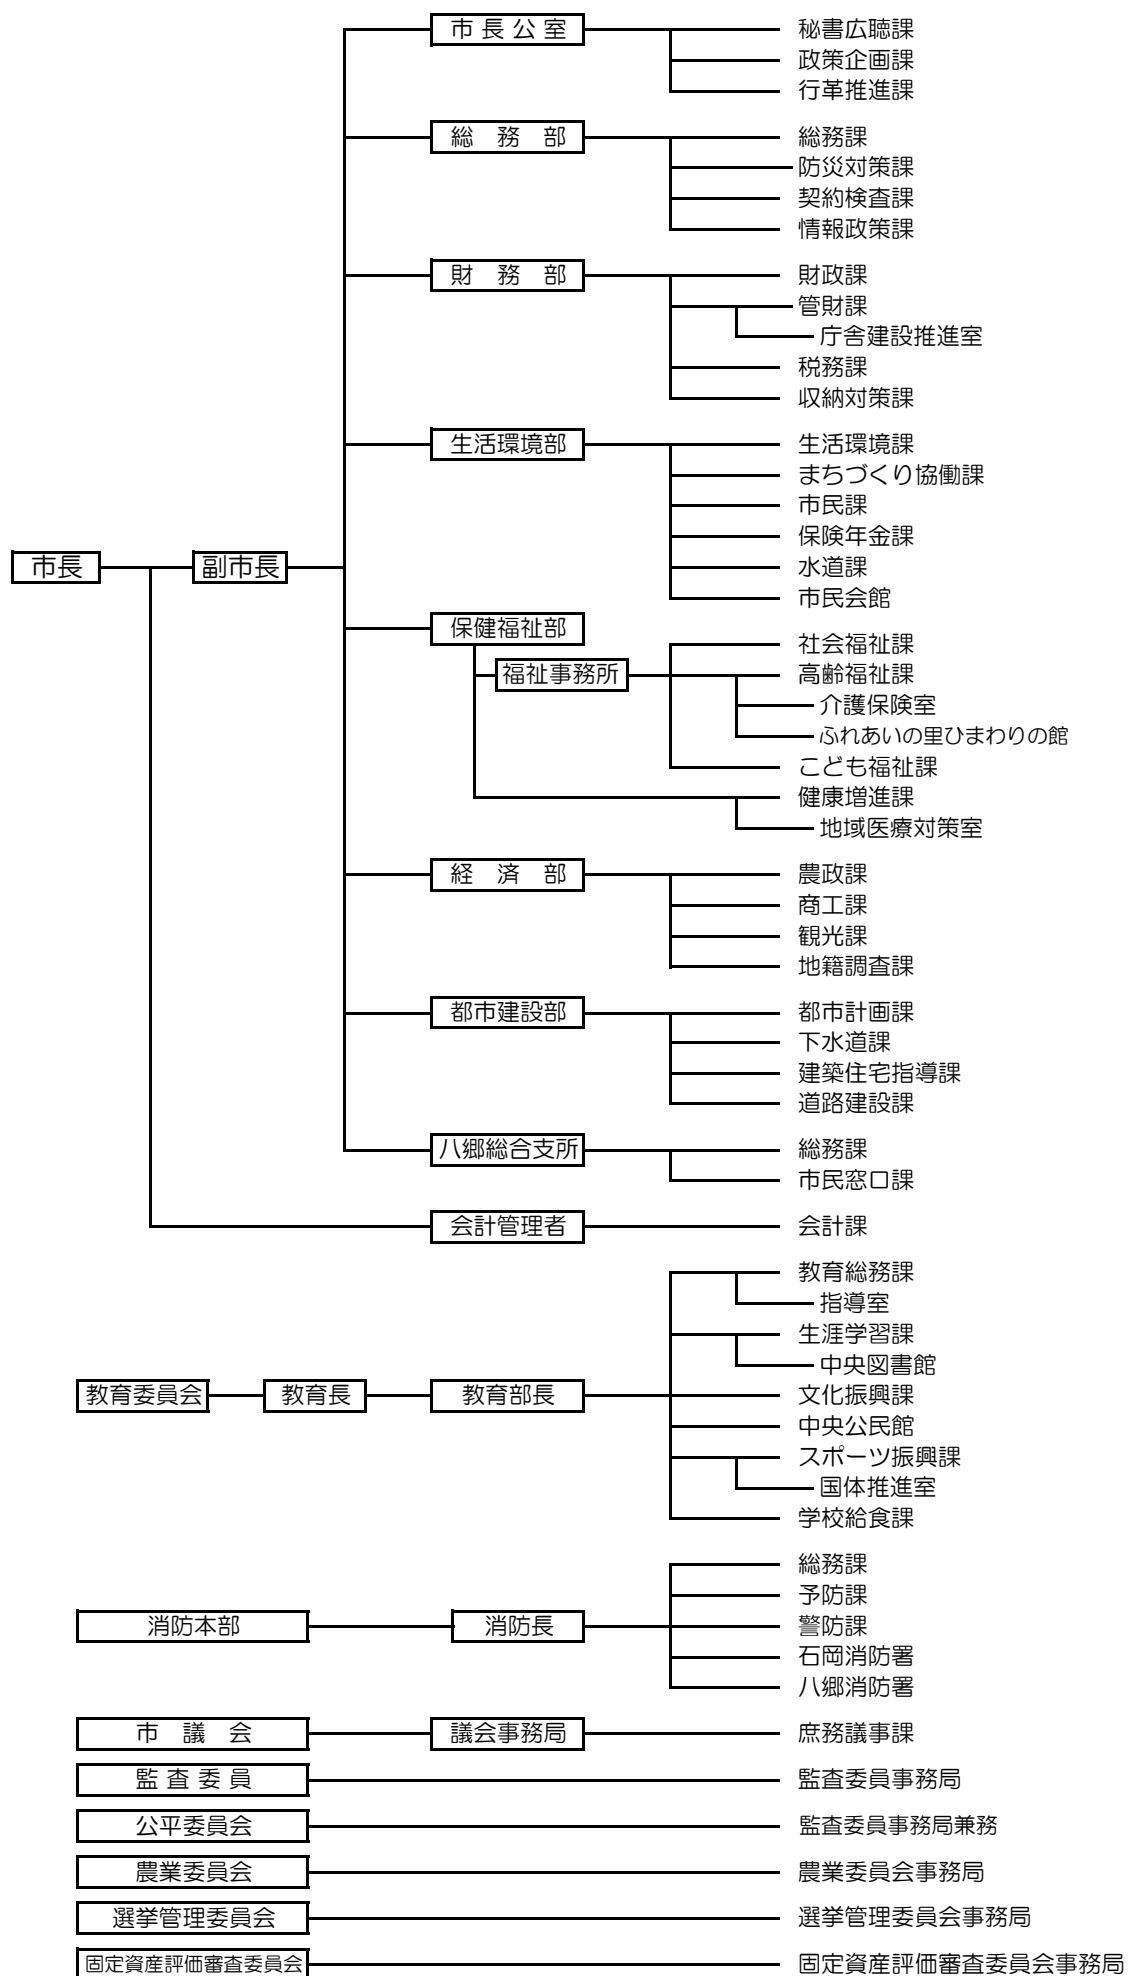 市長公室 秘書広聴課
政策企画課
行革推進課
総務部 総務課
防災対策課
契約検査課
情報政策課
財務部 財政課
管財課
庁舎建設推進室
税務課
収納対策課
生活環境部 生活環境課
まちづくり協働課
市民課
保険年金課
市長 副市長 水道課
市民会館
保健福祉部
社会福祉課
福祉事務所 高齢福祉課
介護保険室
ふれあいの里ひまわりの館
こども福祉課
健康増進課
地域医療対策室
経済部 農政課
商工課
観光課
地籍調査課
都市建設部 都市計画課
下水道課
建築住宅指導課
道路建設課
八郷総合支所 総務課
市民窓口課
会計管理者 会計課
教育総務課
指導室
生涯学習課
中央図書館
教育委員会 教育長 教育部長 文化振興課
中央公民館
スポーツ振興課
国体推進室
学校給食課
総務課
予防課
消防本部 消防長 警防課
石岡消防署
八郷消防署
市議会 議会事務局 庶務議事課
監査委員 監査委員事務局
公平委員会 監査委員事務局兼務
農業委員会 農業委員会事務局
選挙管理委員会 選挙管理委員会事務局
固定資産評価審査委員会 固定資産評価審査委員会事務局